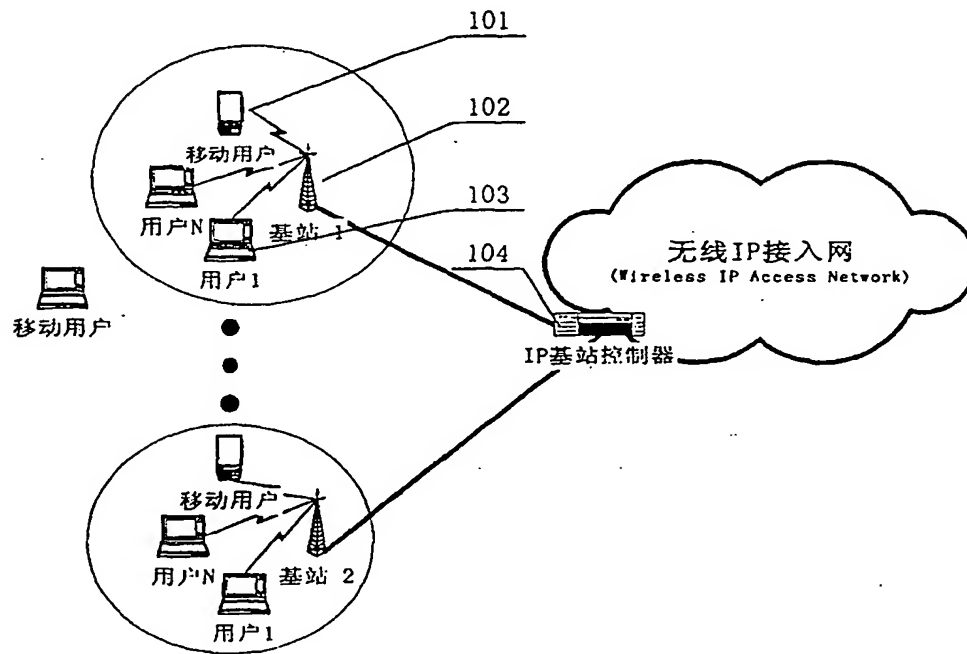 101
102
移动用户
用户N
103
基站 1
用户1
104
无线IP接入网
(Wireless IP Access Network)
移动用户
IP基站控制器
移动用户
用户N
基站 2
用户1